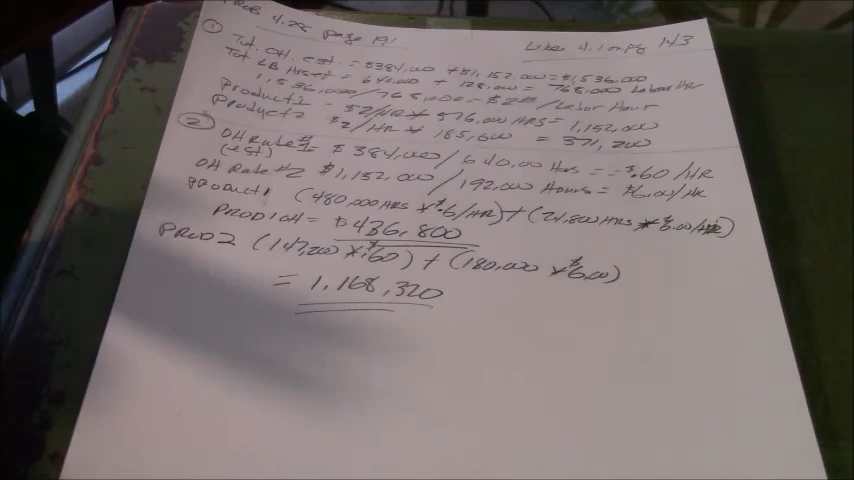 PROB 4.28 page 191
Like 4.1 on pg 143
① Tot. OH. est. = $384,000 + $1,152,000 = $1,536,000
Tot LB Hrs est = 640,000 + 128,000 = 768,000 Labor Hr
1,536,000/768,000 = $2.00/Labor Hour
Product 1 - $2/HR * 576,000 HRS = 1,152,000
Product 2 $2/HR * 185,600 = 371,200
② OH Rate #1 = $384,000/640,00 Hours = $.60/HR
(est)
OH Rate #2 $1,152,000/192,000 Hours = $6.00/HR
Product 1 (480,000 HRS * $.6/HR) + (24,800 HRS * $6.00/HR)
PROD 1 OH = $436,800
PROD 2 (147,200 * $.60) + (180,000 * $6.00)
= 1,168,320